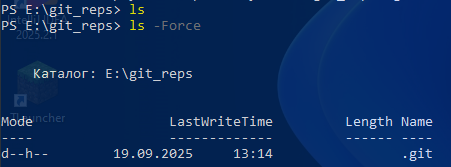 PS E:\git_reps> ls
PS E:\git_reps> ls -Force
Каталог: E:\git_reps
Mode LastWriteTime Length Name
---- ------------- ------ ----
d--h-- 19.09.2025 13:14 .git